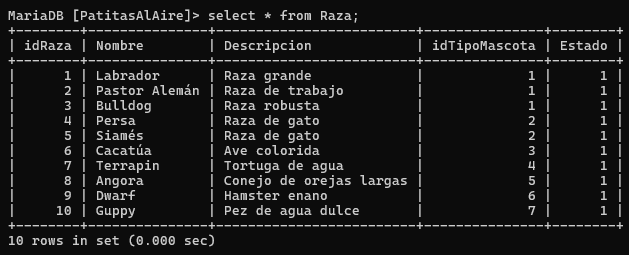 MariaDB [PatitasAlAire]> select * from Raza;
+--------+---------------+-------------------------+---------------+--------+
| idRaza | Nombre        | Descripcion             | idTipoMascota | Estado |
+--------+---------------+-------------------------+---------------+--------+
|      1 | Labrador      | Raza grande             |             1 |      1 |
|      2 | Pastor Alemán | Raza de trabajo         |             1 |      1 |
|      3 | Bulldog       | Raza robusta            |             1 |      1 |
|      4 | Persa         | Raza de gato            |             2 |      1 |
|      5 | Siamés        | Raza de gato            |             2 |      1 |
|      6 | Cacatúa       | Ave colorida            |             3 |      1 |
|      7 | Terrapin      | Tortuga de agua         |             4 |      1 |
|      8 | Angora        | Conejo de orejas largas |             5 |      1 |
|      9 | Dwarf         | Hamster enano           |             6 |      1 |
|     10 | Guppy         | Pez de agua dulce       |             7 |      1 |
+--------+---------------+-------------------------+---------------+--------+
10 rows in set (0.000 sec)